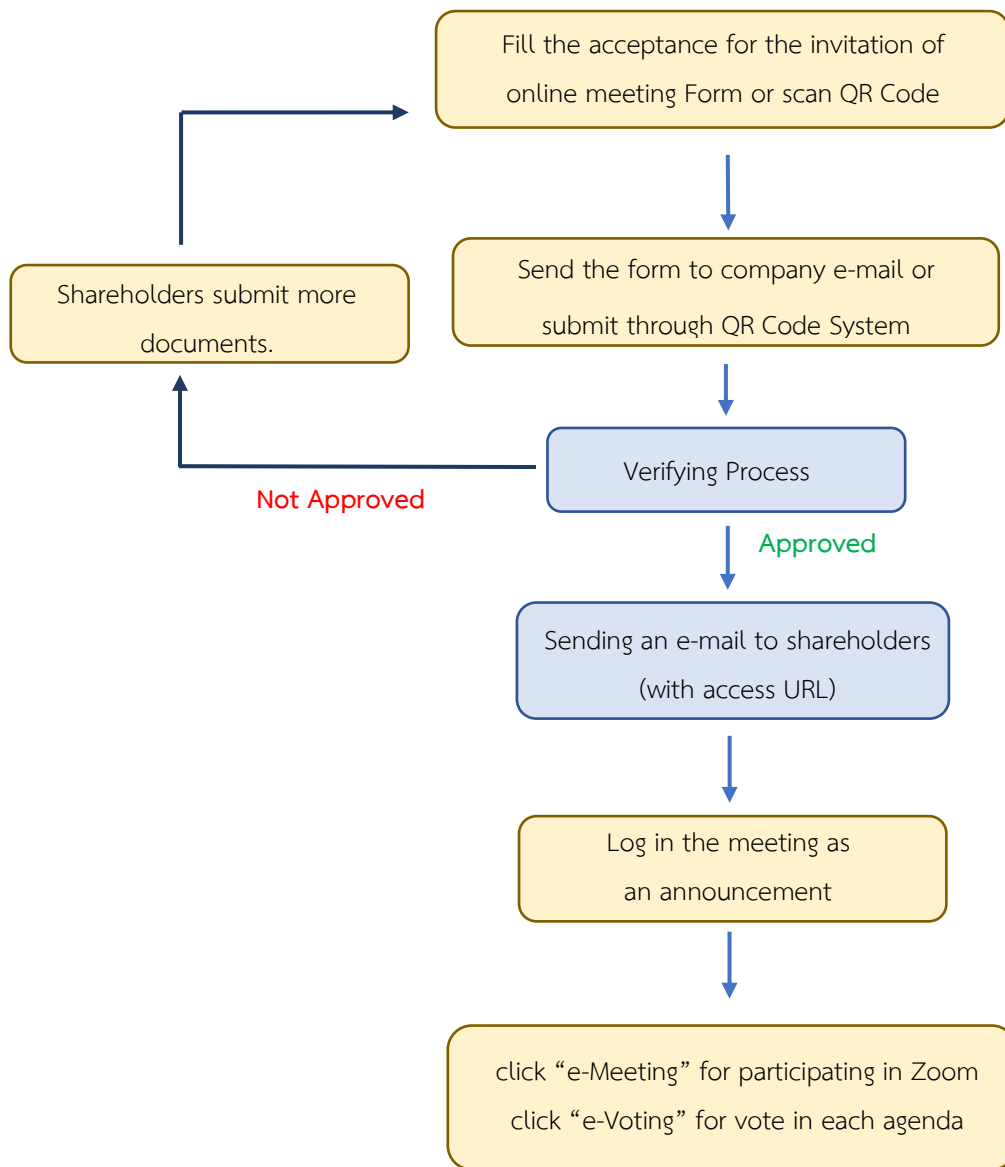 Fill the acceptance for the invitation of
online meeting Form or scan QR Code
Send the form to company e-mail or
submit through QR Code System
Shareholders submit more
documents.
Verifying Process
Not Approved
Approved
Sending an e-mail to shareholders
(with access URL)
Log in the meeting as
an announcement
click “e-Meeting” for participating in Zoom
click “e-Voting” for vote in each agenda